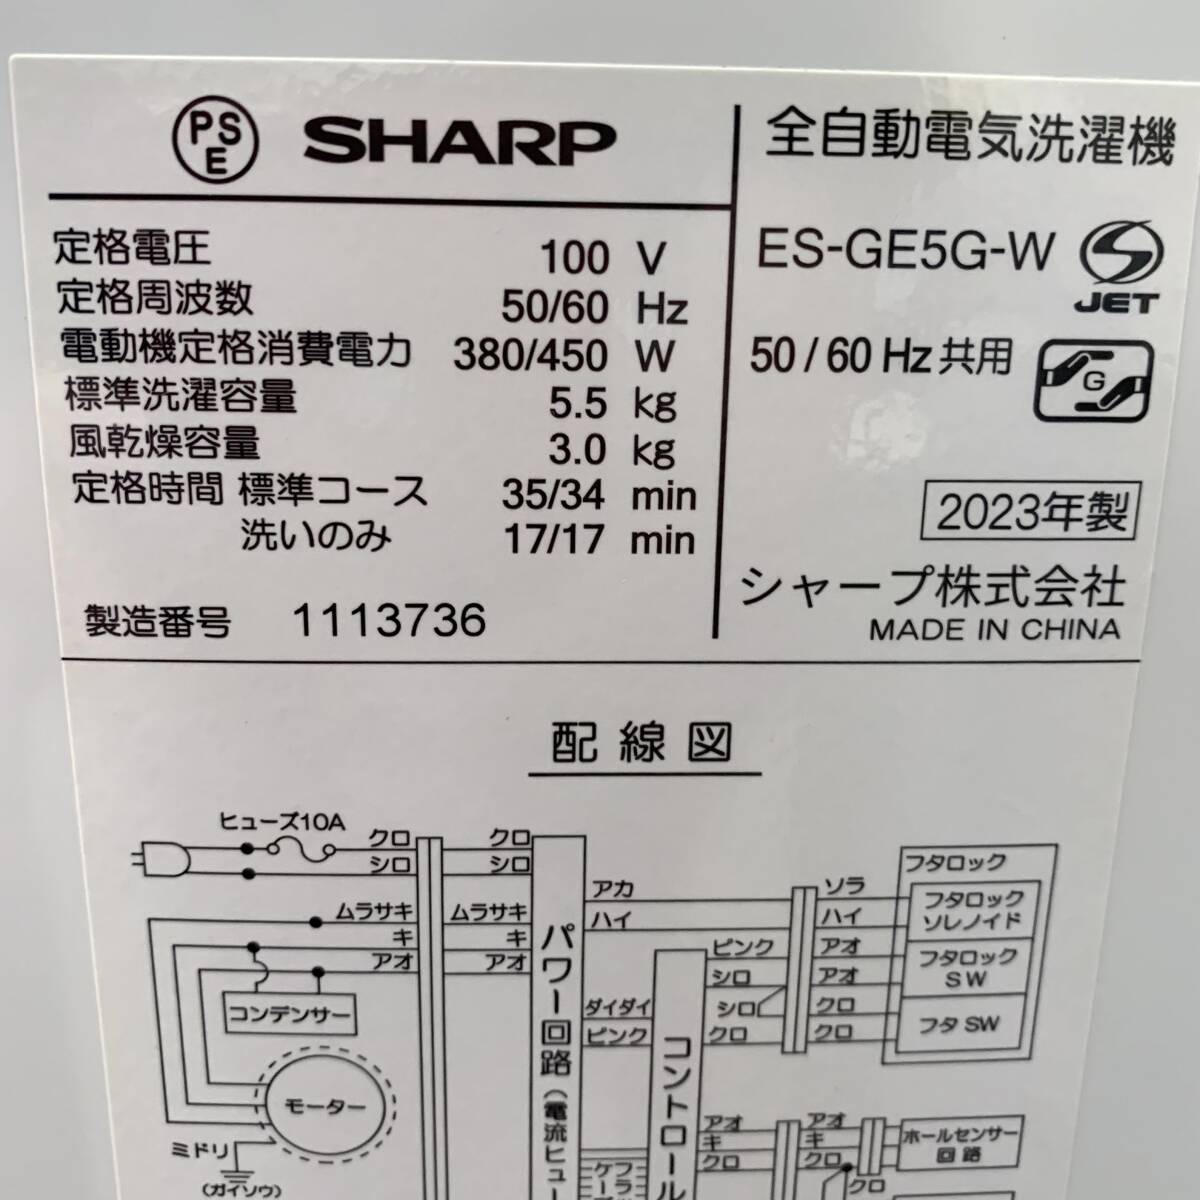 PSE SHARP
定格電圧 100 V
定格周波数 50/60 Hz
電動機定格消費電力 380/450 W
標準洗濯容量 5.5 kg
風乾燥容量 3.0 kg
定格時間 標準コース 35/34 min
洗いのみ 17/17 min
製造番号 1113736
全自動電気洗濯機
ES-GE5G-W
JET
50/60 Hz 共用
G
2023年製
シャープ株式会社
MADE IN CHINA
配線図
ヒューズ10A
クロ クロ
シロ シロ
ムラサキ ムラサキ
キ キ
アオ アオ
コンデンサー
モーター
ミドリ
(ガイソウ)
パワー回路(電流ヒュー
アカ
ハイ
ダイダイ
ピンク
コントロール
フラッ
ケーブ
ピンク
シロ
シロ
クロ
ソラ
ハイ
アオ
アオ
クロ
クロ
フタロック
フタロック
ソレノイド
フタロック
SW
フタ SW
アオ アオ
キ キ
クロ クロ
クロ
ホールセンサー
回路